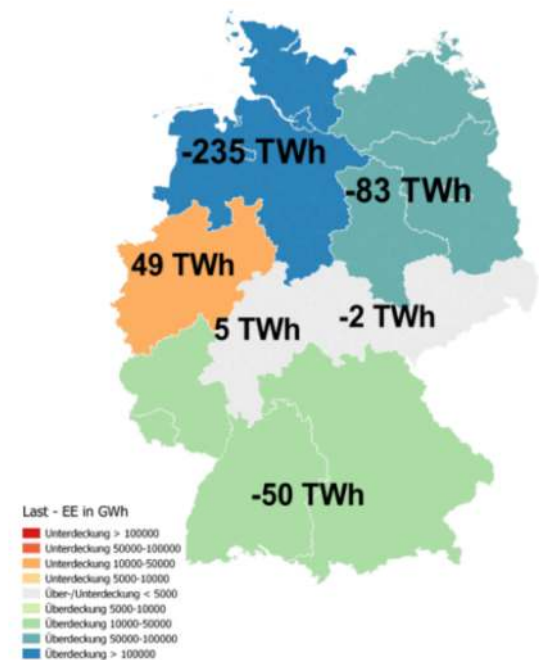 -235 TWh
-83 TWh
49 TWh
5 TWh
-2 TWh
-50 TWh
Last - EE in GWh
Unterdeckung > 100000
Unterdeckung 50000-100000
Unterdeckung 10000-50000
Unterdeckung 5000-10000
Über-/Unterdeckung < 5000
Überdeckung 5000-10000
Überdeckung 10000-50000
Überdeckung 50000-100000
Überdeckung > 100000